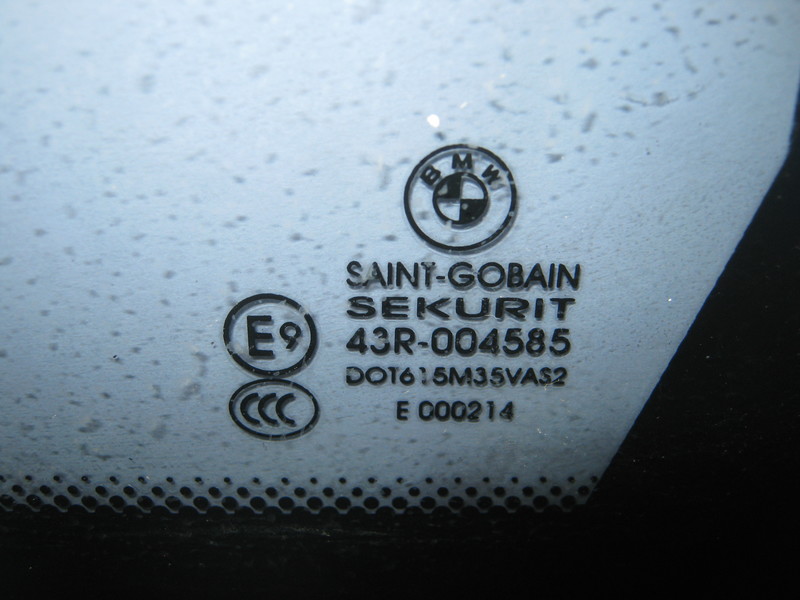 BMW
SAINT-GOBAIN
SEKURIT
E9
43R-004585
DOT615M35VAS2
CCC
E 000214